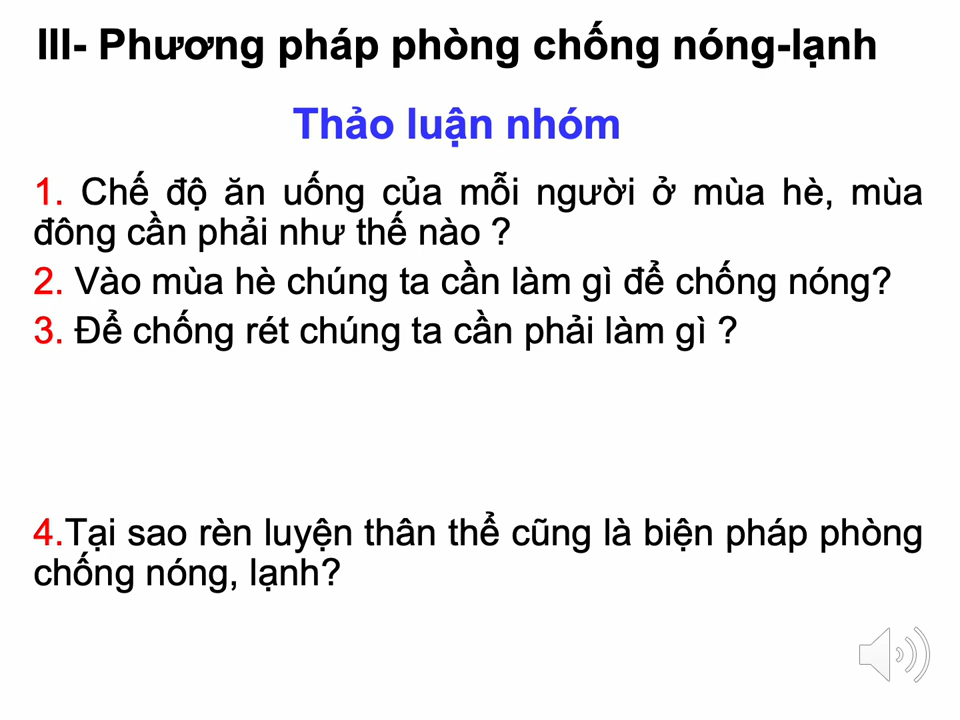 III- Phương pháp phòng chống nóng-lạnh
Thảo luận nhóm
1. Chế độ ăn uống của mỗi người ở mùa hè, mùa
đông cần phải như thế nào ?
2. Vào mùa hè chúng ta cần làm gì để chống nóng?
3. Để chống rét chúng ta cần phải làm gì ?
4.Tại sao rèn luyện thân thể cũng là biện pháp phòng
chống nóng, lạnh?